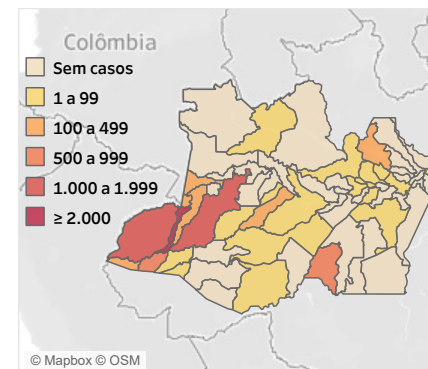 Colômbia
Sem casos
1 a 99
100 a 499
500 a 999
1.000 a 1.999
≥ 2.000
© Mapbox © OSM